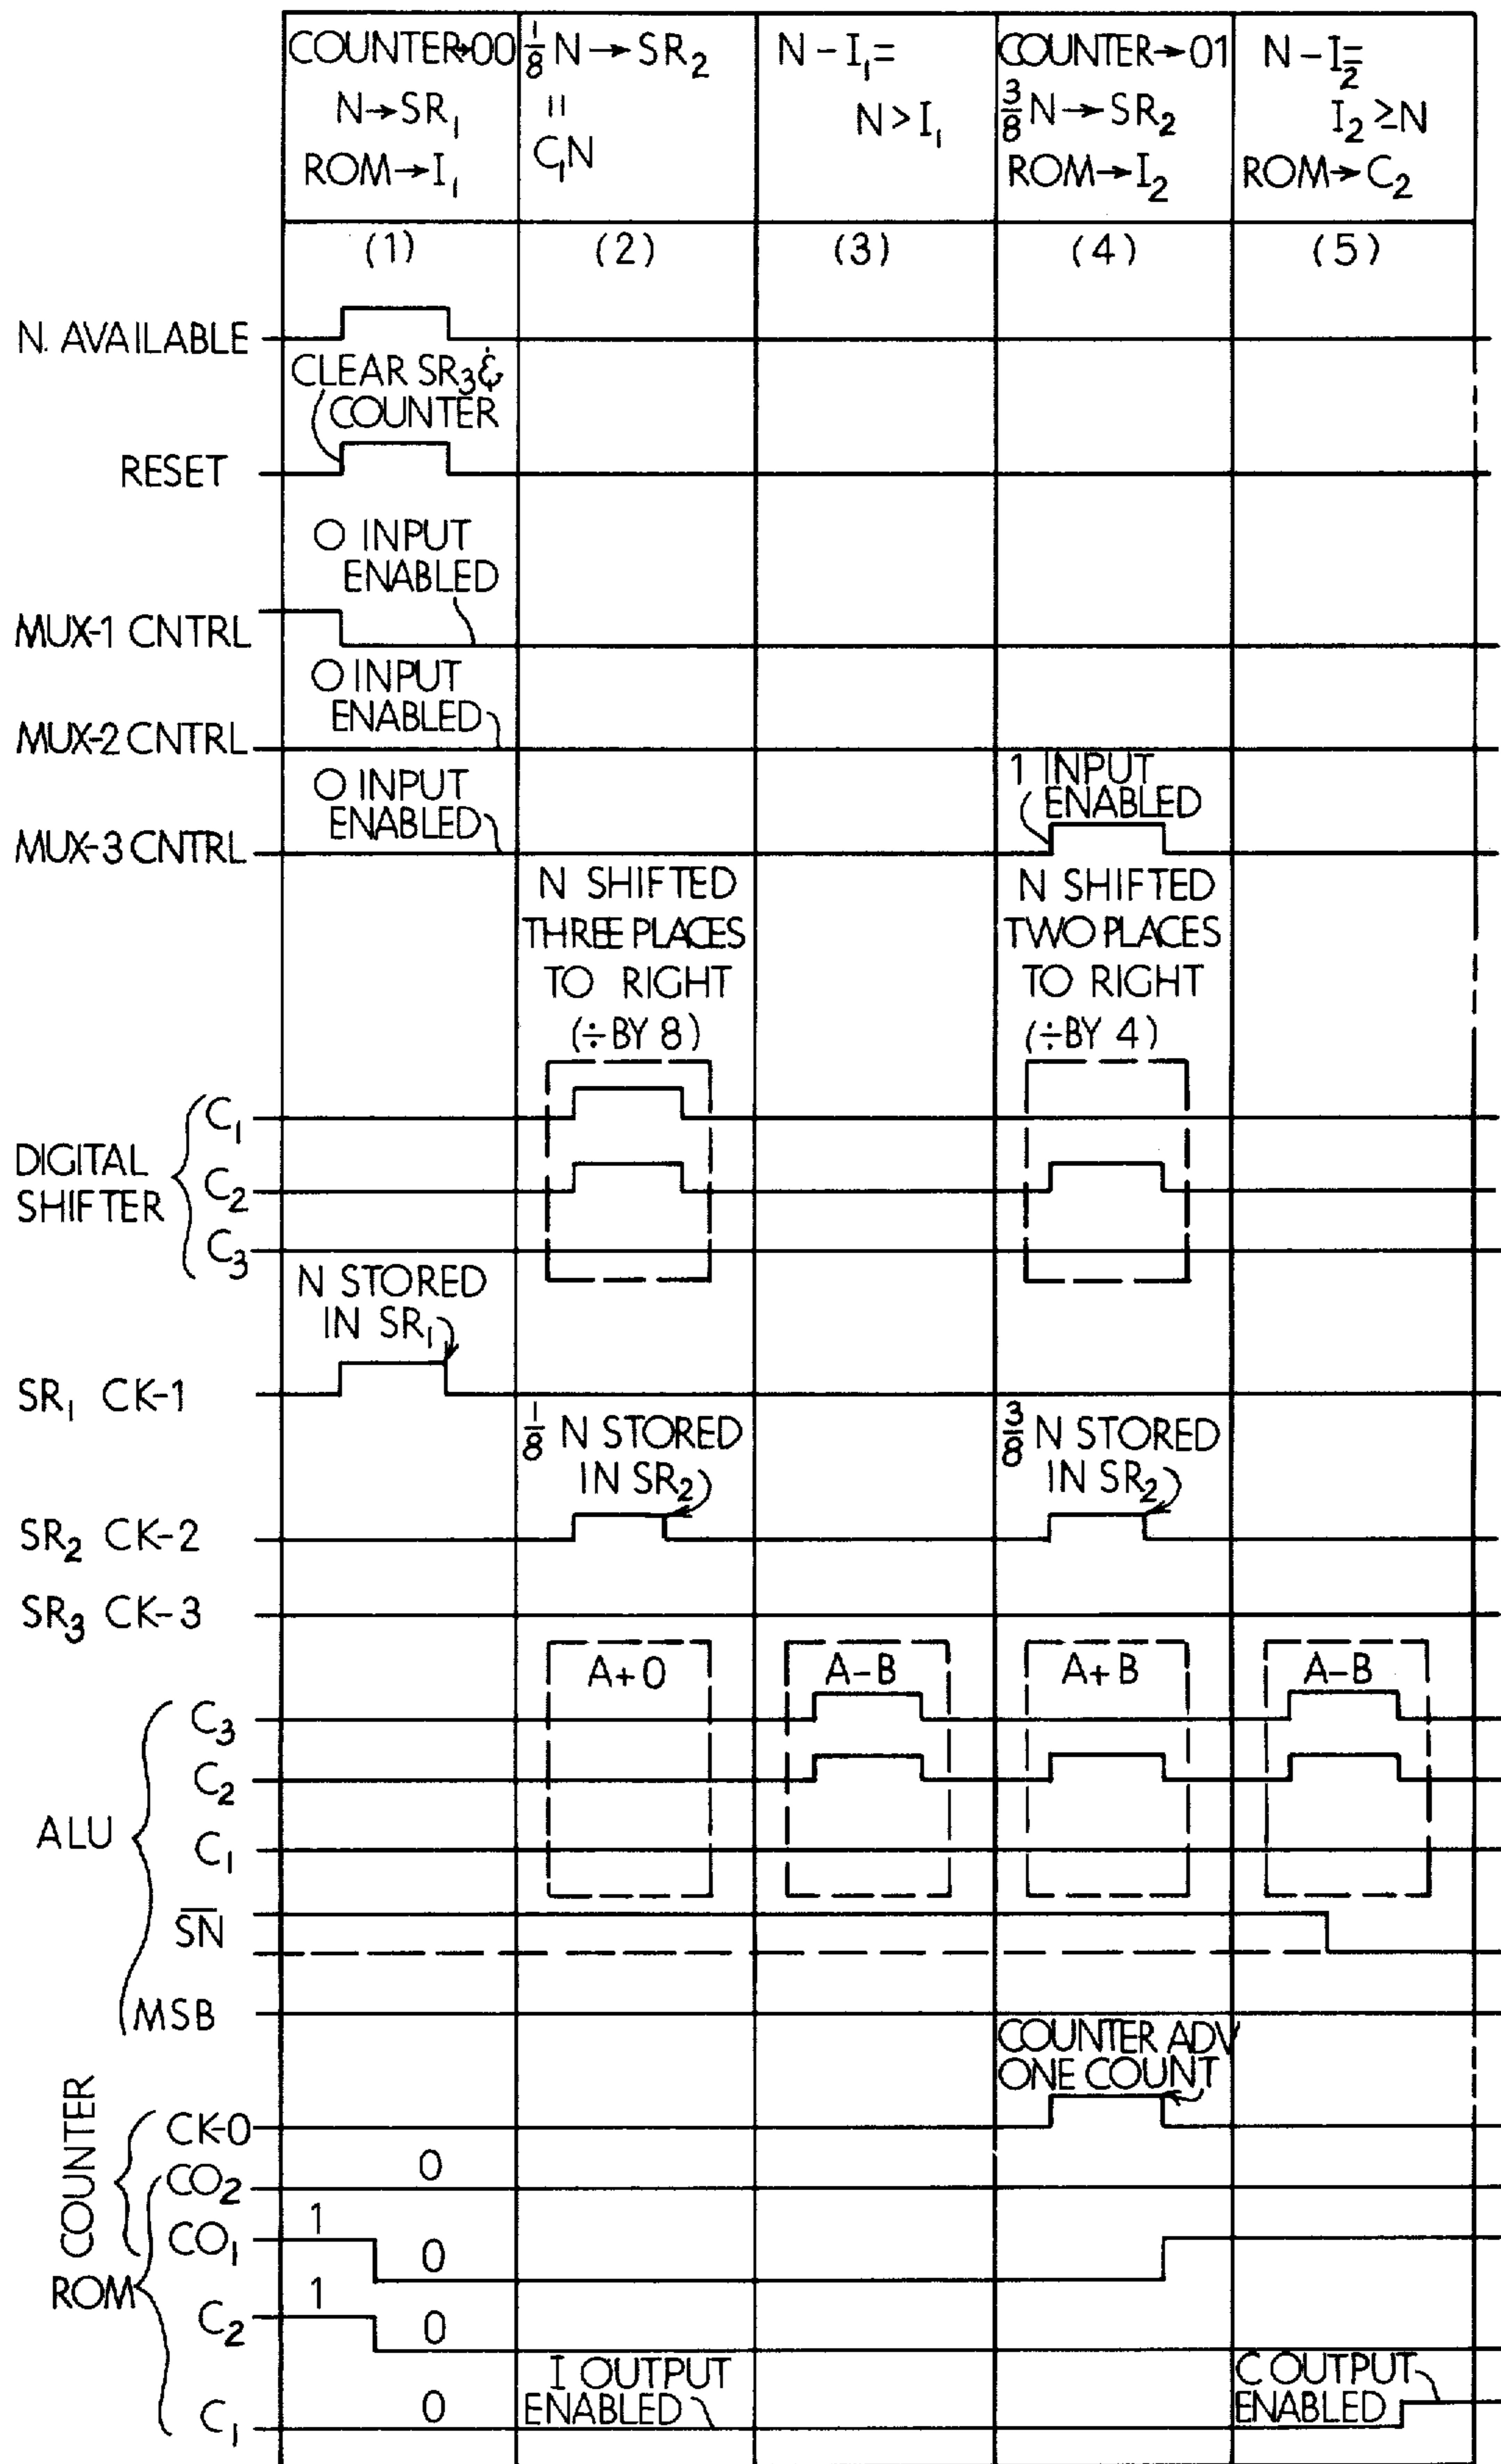 COUNTER→00
N→SR₁
ROM→I₁
1/8 N→SR₂
=
C₁N
N-I₁=
N>I₁
COUNTER→01
3/8 N→SR₂
ROM→I₂
N-I₂=
I₂≥N
ROM→C₂
(1) (2) (3) (4) (5)
N. AVAILABLE
CLEAR SR₃ &
COUNTER
RESET
0 INPUT
ENABLED
MUX-1 CNTRL
0 INPUT
ENABLED
MUX-2 CNTRL
0 INPUT
ENABLED
1 INPUT
ENABLED
MUX-3 CNTRL
N SHIFTED
THREE PLACES
TO RIGHT
(÷BY 8)
N SHIFTED
TWO PLACES
TO RIGHT
(÷BY 4)
DIGITAL
SHIFTER
C₁
C₂
C₃
N STORED
IN SR₁
SR₁ CK-1
1/8 N STORED
IN SR₂
3/8 N STORED
IN SR₂
SR₂ CK-2
SR₃ CK-3
A+0 A-B A+B A-B
ALU
C₃
C₂
C₁
S̅N̅
MSB
COUNTER ADV
ONE COUNT
COUNTER
CK-0
CO₂ 0
CO₁ 1 0
ROM
C₂ 1 0
I OUTPUT
ENABLED
C OUTPUT
ENABLED
C₁ 0